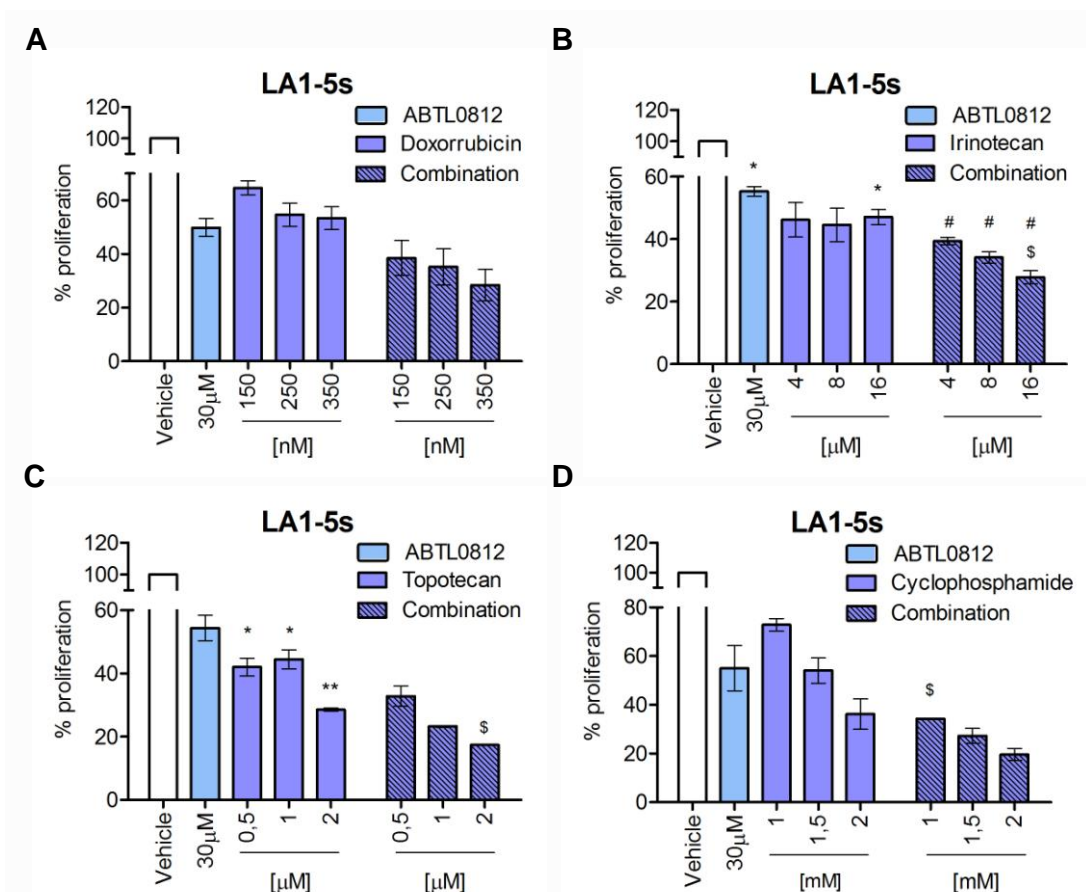 A
LA1-5s
ABTL0812
Doxorrubicin
Combination
% proliferation
120
100
60
40
20
0
Vehicle
30µM
150
250
350
150
250
350
[nM]
[nM]
B
LA1-5s
ABTL0812
Irinotecan
Combination
% proliferation
120
100
60
40
20
0
*
*
#
#
#
$
Vehicle
30µM
4
8
16
4
8
16
[µM]
[µM]
C
LA1-5s
ABTL0812
Topotecan
Combination
% proliferation
120
100
60
40
20
0
*
*
**
$
Vehicle
30µM
0,5
1
2
0,5
1
2
[µM]
[µM]
D
LA1-5s
ABTL0812
Cyclophosphamide
Combination
% proliferation
120
100
80
60
40
20
0
$
Vehicle
30µM
1
1,5
2
1
1,5
2
[mM]
[mM]